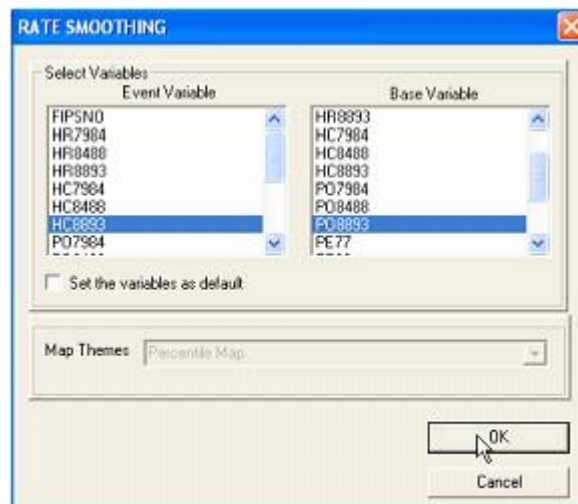 RATE SMOOTHING
Select Variables
Event Variable
FIPSNO
HR7984
HR8488
HR8893
HC7984
HC8488
HC8893
PO7984
Base Variable
HR8893
HC7984
HC8488
HC8893
PO7984
PO8488
PO8893
PE77
Set the variables as default
Map Themes
Percentile Map
OK
Cancel